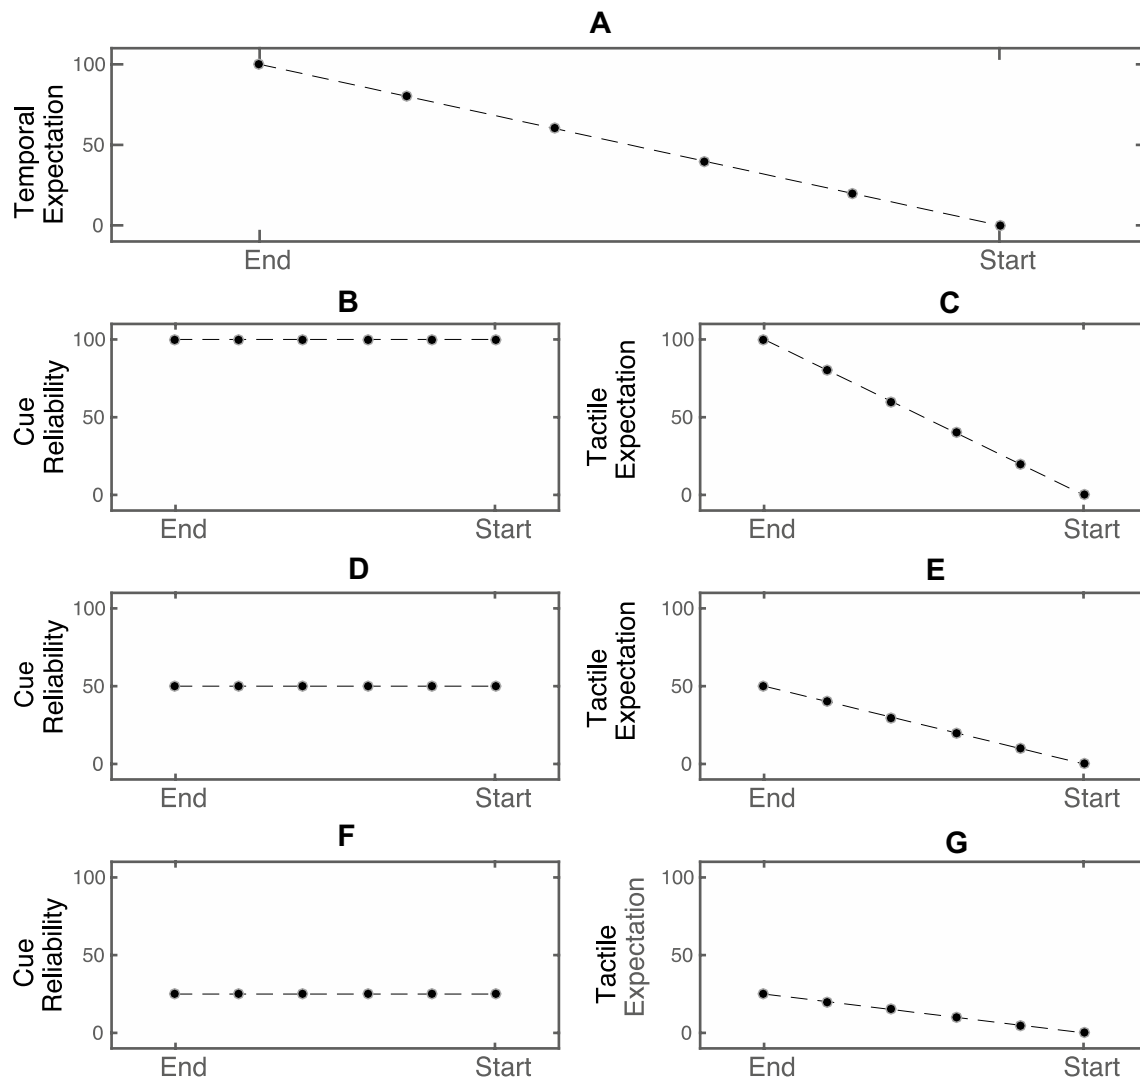 A
Temporal
Expectation
100
50
0
End
Start
B
Cue
Reliability
100
50
0
End
Start
C
Tactile
Expectation
100
50
0
End
Start
D
Cue
Reliability
100
50
0
End
Start
E
Tactile
Expectation
100
50
0
End
Start
F
Cue
Reliability
100
50
0
End
Start
G
Tactile
Expectation
100
50
0
End
Start